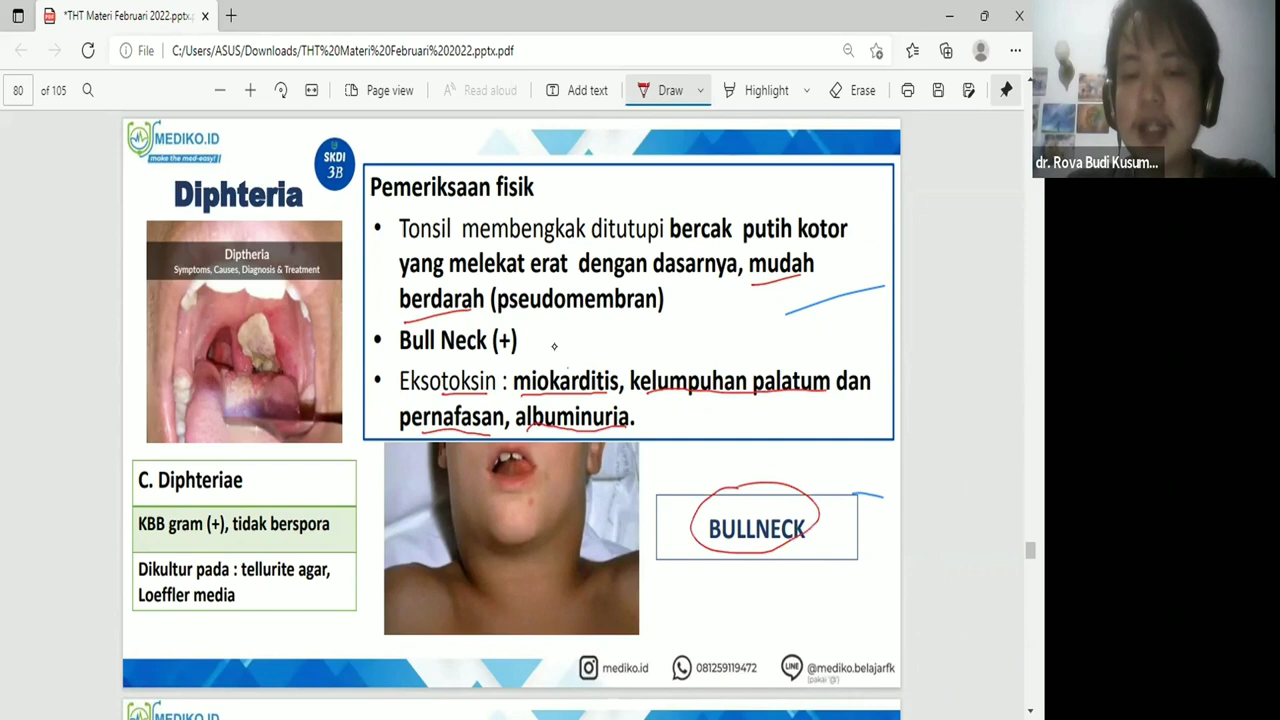 *THT Materi Februari 2022.pptx.
File
C:/Users/ASUS/Downloads/THT%20Materi%20Februari%202022.pptx.pdf
80 of 105
Page view
Read aloud
Add text
Draw
Highlight
Erase
dr. Rova Budi Kusum...
MEDIKO.ID
make the med-easy!
SKDI
3B
Diphteria
Diptheria
Symptoms, Causes, Diagnosis & Treatment
Pemeriksaan fisik
• Tonsil membengkak ditutupi bercak putih kotor
yang melekat erat dengan dasarnya, mudah
berdarah (pseudomembran)
• Bull Neck (+)
• Eksotoksin : miokarditis, kelumpuhan palatum dan
pernafasan, albuminuria.
C. Diphteriae
KBB gram (+), tidak berspora
Dikultur pada : tellurite agar,
Loeffler media
BULLNECK
mediko.id
081259119472
LINE
@mediko.belajarfk
(pakai '@')
MEDIKO.ID